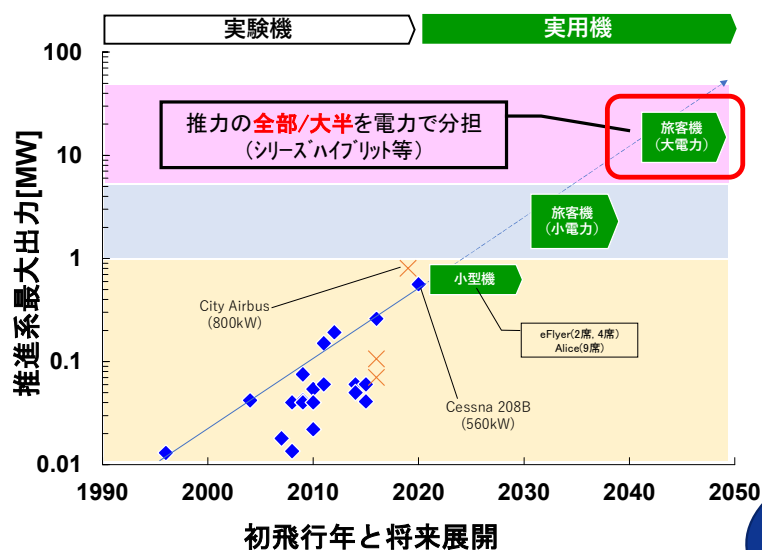 実験機
実用機
推進系最大出力[MW]
100
10
1
0.1
0.01
推力の全部/大半を電力で分担
(シリーズハイブリット等)
旅客機
(大電力)
旅客機
(小電力)
小型機
City Airbus
(800kW)
eFlyer(2席, 4席)
Alice(9席)
Cessna 208B
(560kW)
1990
2000
2010
2020
2030
2040
2050
初飛行年と将来展開